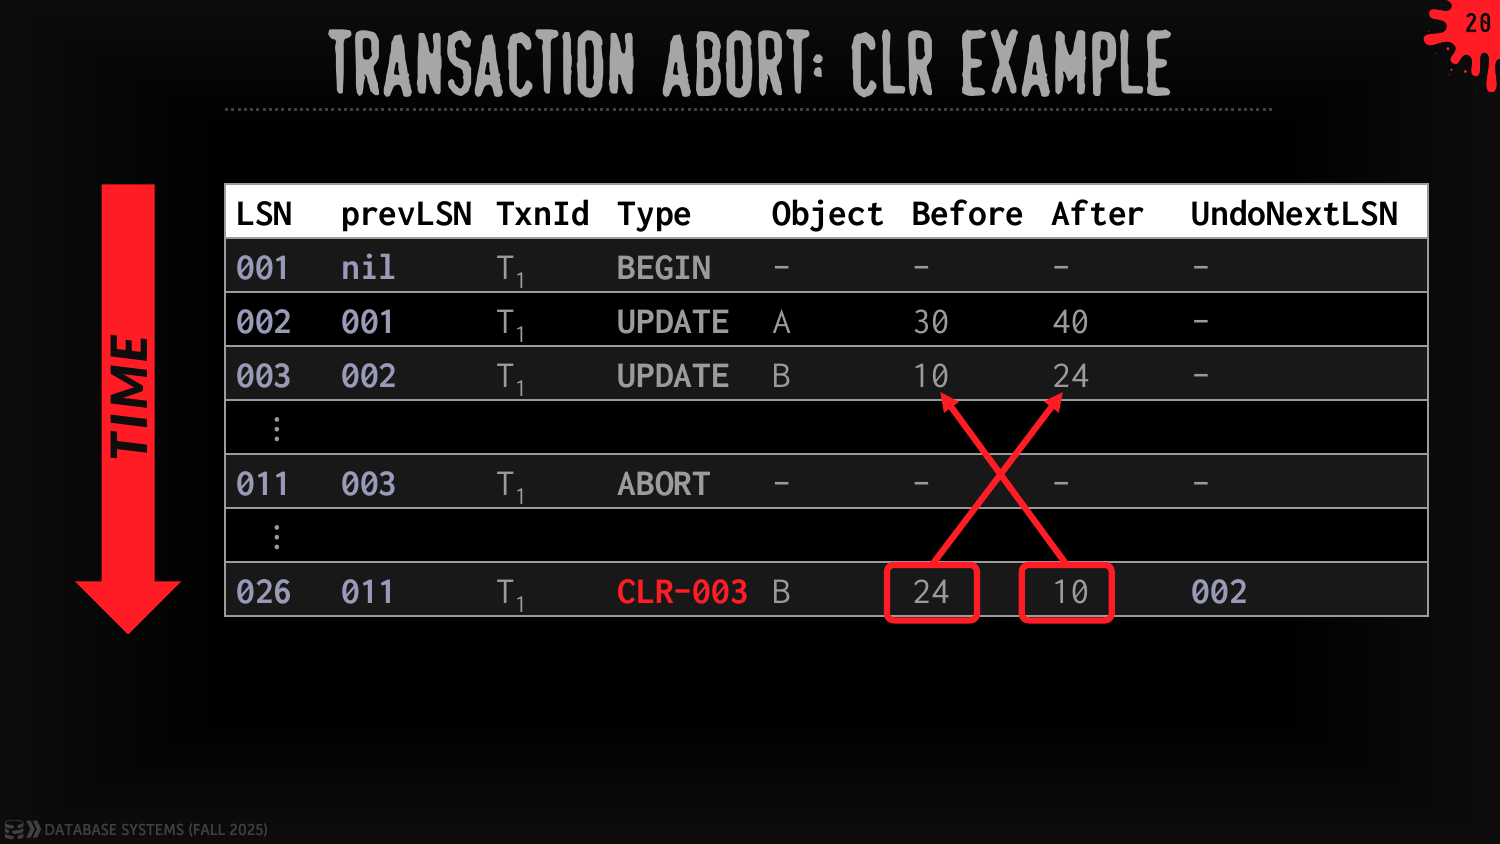 20
TRANSACTION ABORT: CLR EXAMPLE
TIME
LSN prevLSN TxnId Type Object Before After UndoNextLSN
001 nil T1 BEGIN - - - -
002 001 T1 UPDATE A 30 40 -
003 002 T1 UPDATE B 10 24 -
⋮
011 003 T1 ABORT - - - -
⋮
026 011 T1 CLR-003 B 24 10 002
DATABASE SYSTEMS (FALL 2025)